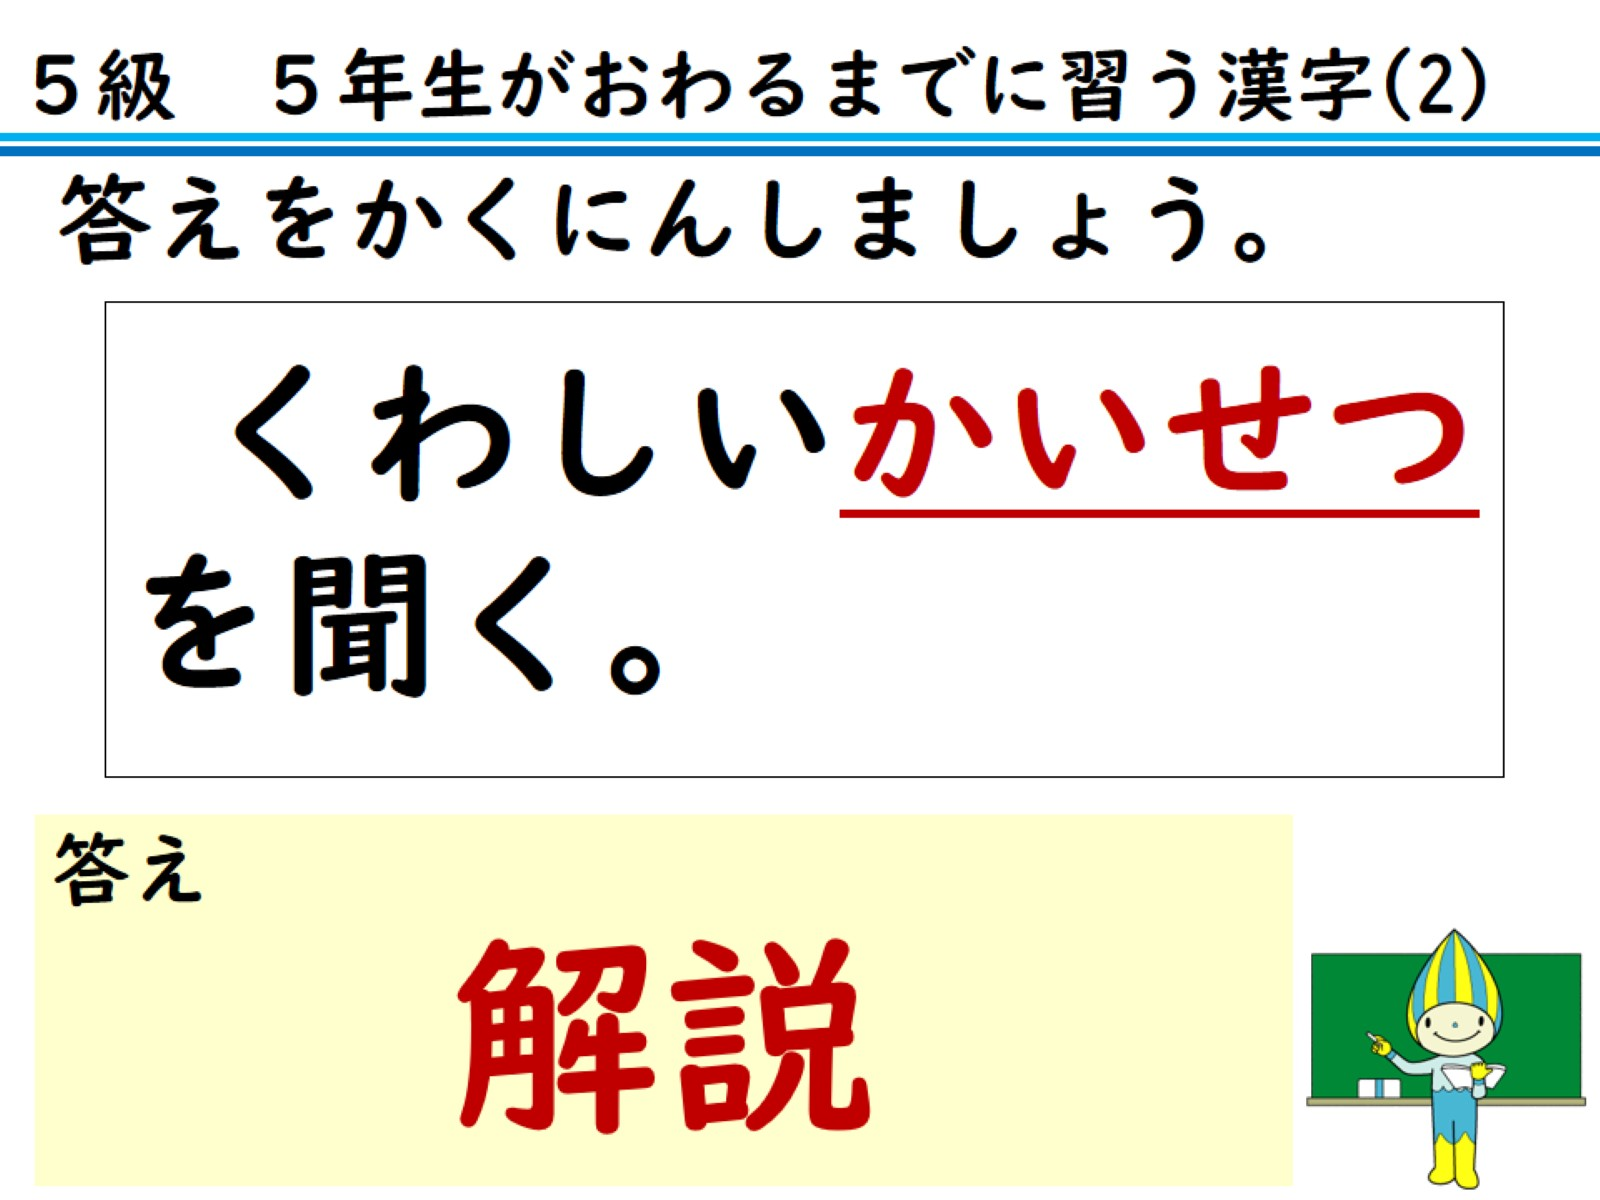 ５級　５年生がおわるまでに習う漢字(2)
答えをかくにんしましょう。
くわしいかいせつ
を聞く。
答え
解説